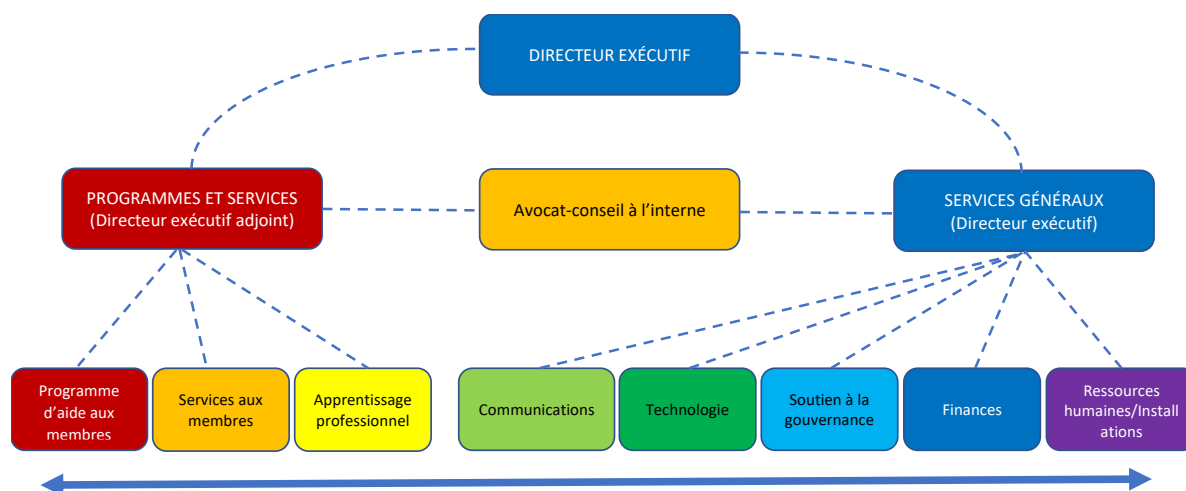 DIRECTEUR EXÉCUTIF
PROGRAMMES ET SERVICES
(Directeur exécutif adjoint)
Avocat-conseil à l’interne
SERVICES GÉNÉRAUX
(Directeur exécutif)
Programme
d’aide aux
membres
Services aux
membres
Apprentissage
professionnel
Communications
Technologie
Soutien à la
gouvernance
Finances
Ressources
humaines/Install
ations